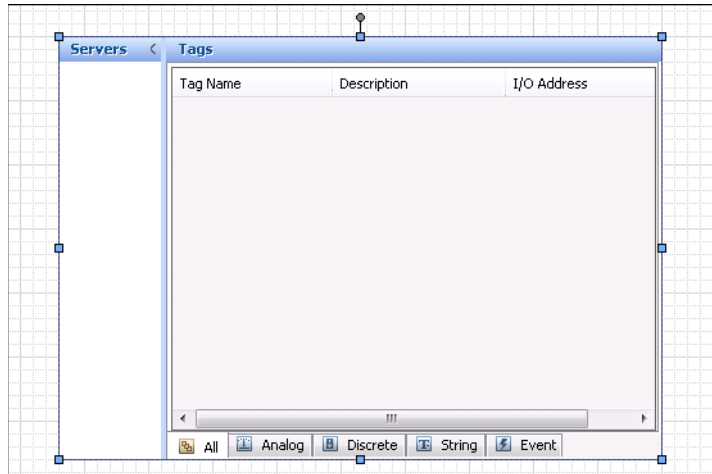 Servers Tags
Tag Name Description I/O Address
All Analog Discrete String Event